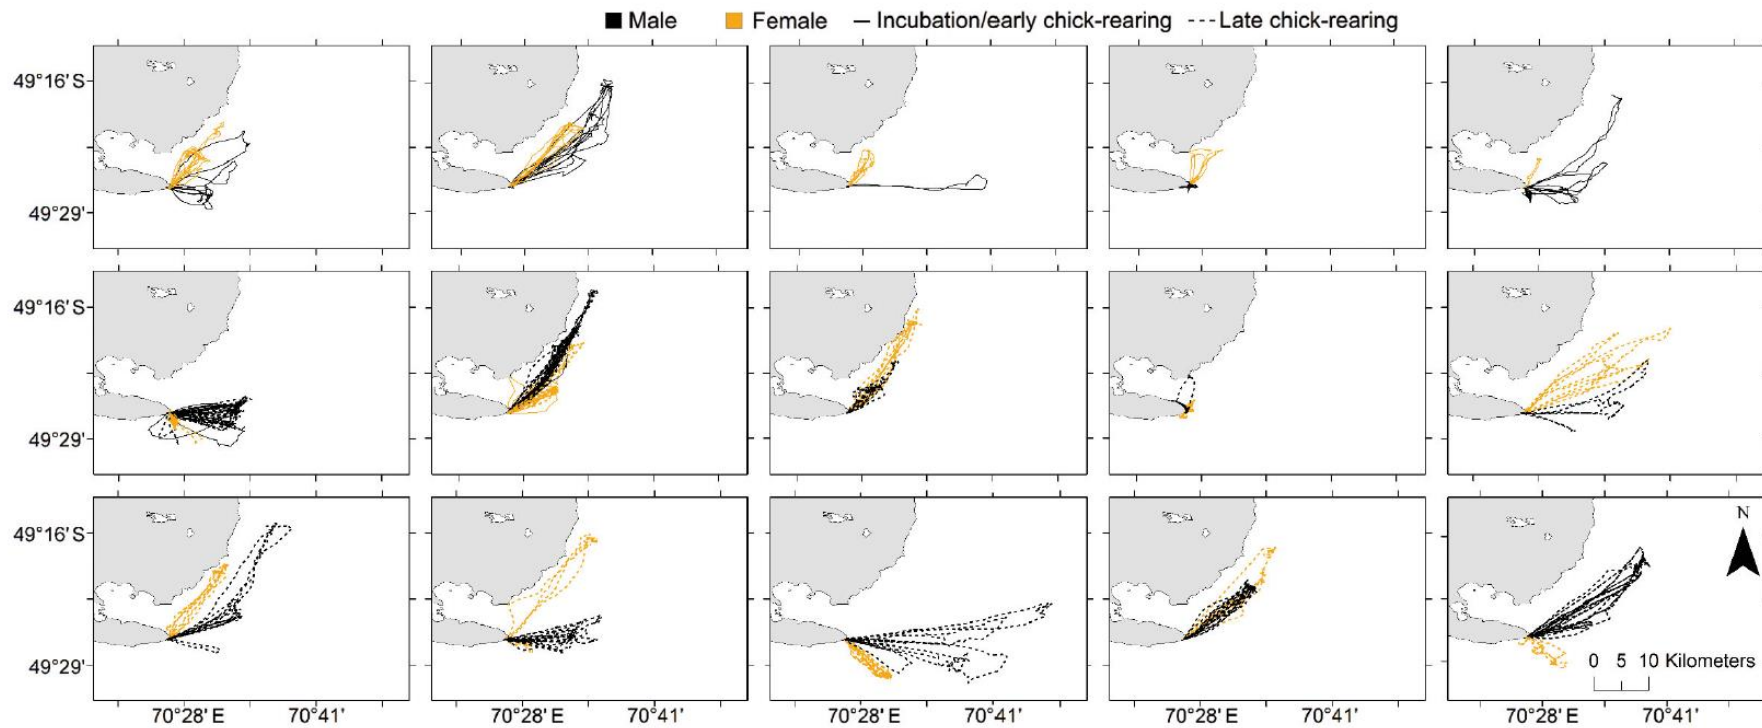 Male Female Incubation/early chick-rearing Late chick-rearing
49°16' S
49°29'
49°16' S
49°29'
49°16' S
49°29'
N
0 5 10 Kilometers
70°28' E 70°41' 70°28' E 70°41' 70°28' E 70°41' 70°28' E 70°41' 70°28' E 70°41'